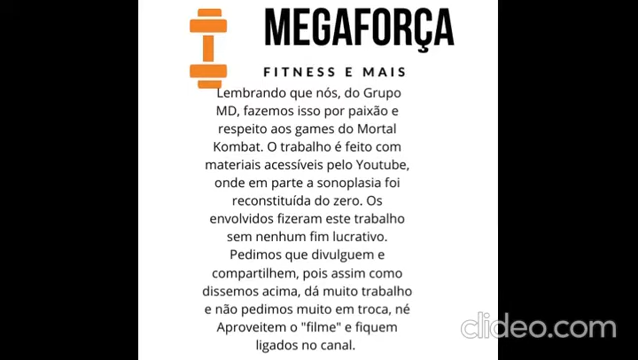 MEGAFORÇA
FITNESS E MAIS
Lembrando que nós, do Grupo
MD, fazemos isso por paixão e
respeito aos games do Mortal
Kombat. O trabalho é feito com
materiais acessíveis pelo Youtube,
onde em parte a sonoplasia foi
reconstituída do zero. Os
envolvidos fizeram este trabalho
sem nenhum fim lucrativo.
Pedimos que divulguem e
compartilhem, pois assim como
dissemos acima, dá muito trabalho
e não pedimos muito em troca, né
Aproveitem o "filme" e fiquem
ligados no canal.
clideo.com